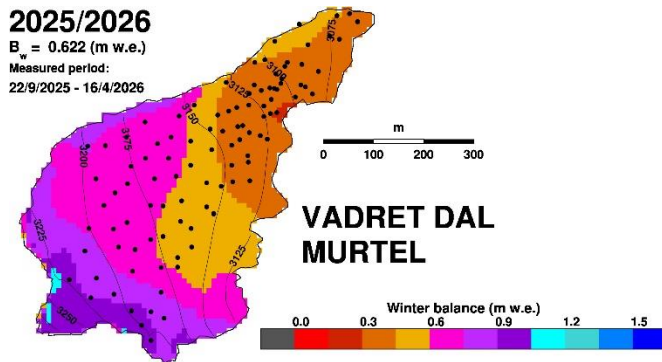 2025/2026
Bw = 0.622 (m w.e.)
Measured period:
22/9/2025 - 16/4/2026
3075
3100
3125
3150
3175
3200
3225
3250
3125
m
0 100 200 300
VADRET DAL
MURTEL
Winter balance (m w.e.)
0.0 0.3 0.6 0.9 1.2 1.5